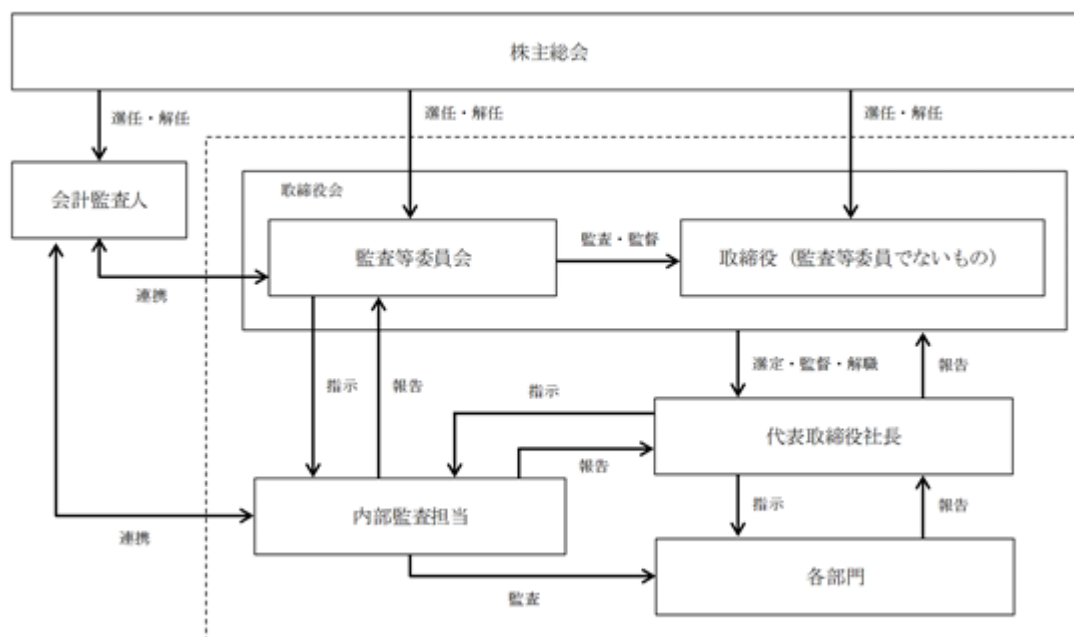 株主総会
選任・解任
選任・解任
選任・解任
会計監査人
取締役会
監査等委員会
監査・監督
取締役（監査等委員でないもの）
連携
選定・監督・解職
報告
指示
報告
指示
代表取締役社長
報告
内部監査担当
指示
報告
連携
各部門
監査